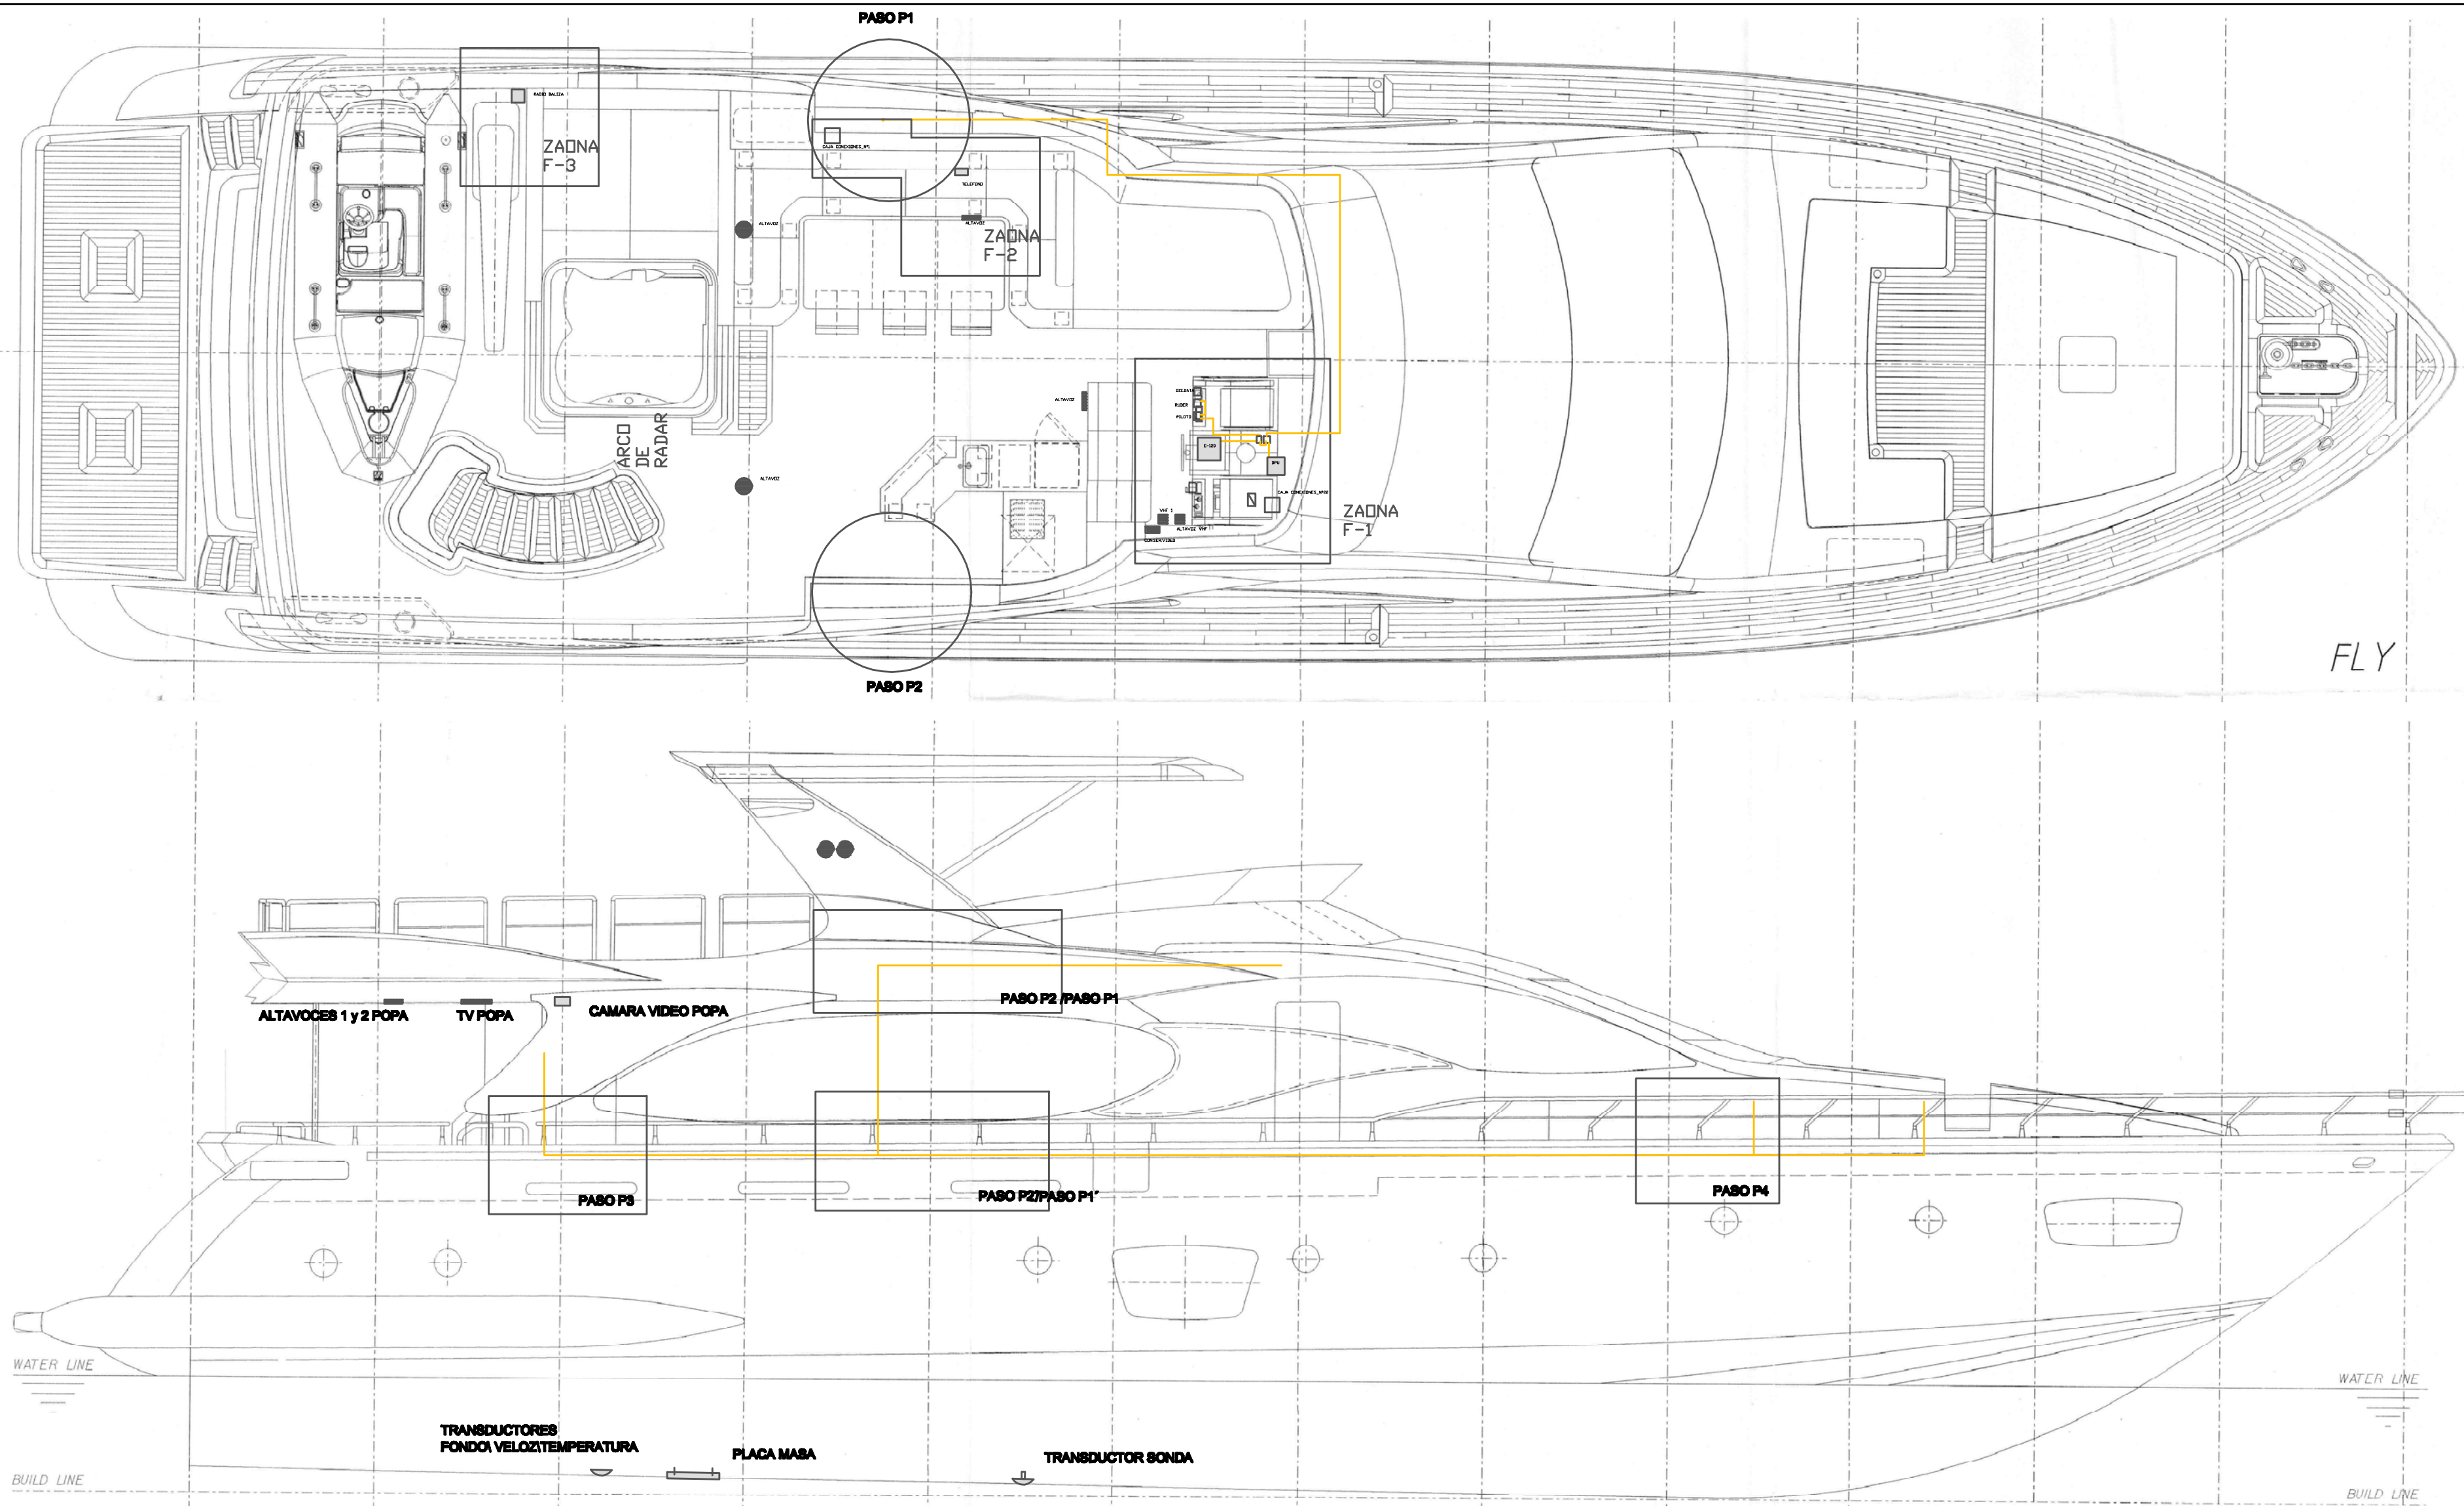 PASO P1
RADIO BALIZA
ZAONA
F-3
CAJA CONEXIONES_Nº1
TELEFONO
ALTAVOZ
ALTAVOZ
ZAONA
F-2
ALTAVOZ
ARCO
DE
RADAR
ALTAVOZ
RUDER
PILOTO
E-120
CAJA CONEXIONES_Nº22
VHF 1
ALTAVOZ VHF
ZAONA
F-1
PASO P2
FLY
ALTAVOCES 1 y 2 POPA
TV POPA
CAMARA VIDEO POPA
PASO P2 /PASO P1
PASO P3
PASO P2'/PASO P1'
PASO P4
WATER LINE
WATER LINE
TRANSDUCTORES
FONDO\ VELOZ\TEMPERATURA
PLACA MASA
TRANSDUCTOR SONDA
BUILD LINE
BUILD LINE